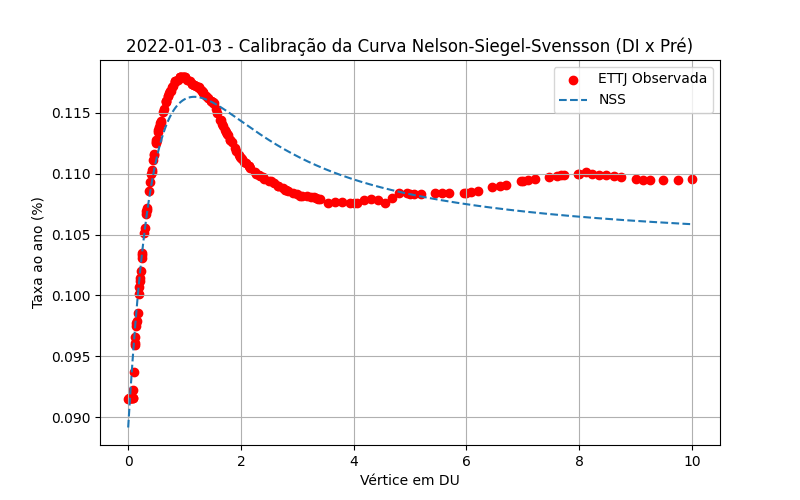 2022-01-03 - Calibração da Curva Nelson-Siegel-Svensson (DI x Pré)
ETTJ Observada
NSS
Taxa ao ano (%)
0.115
0.110
0.105
0.100
0.095
0.090
0 2 4 6 8 10
Vértice em DU